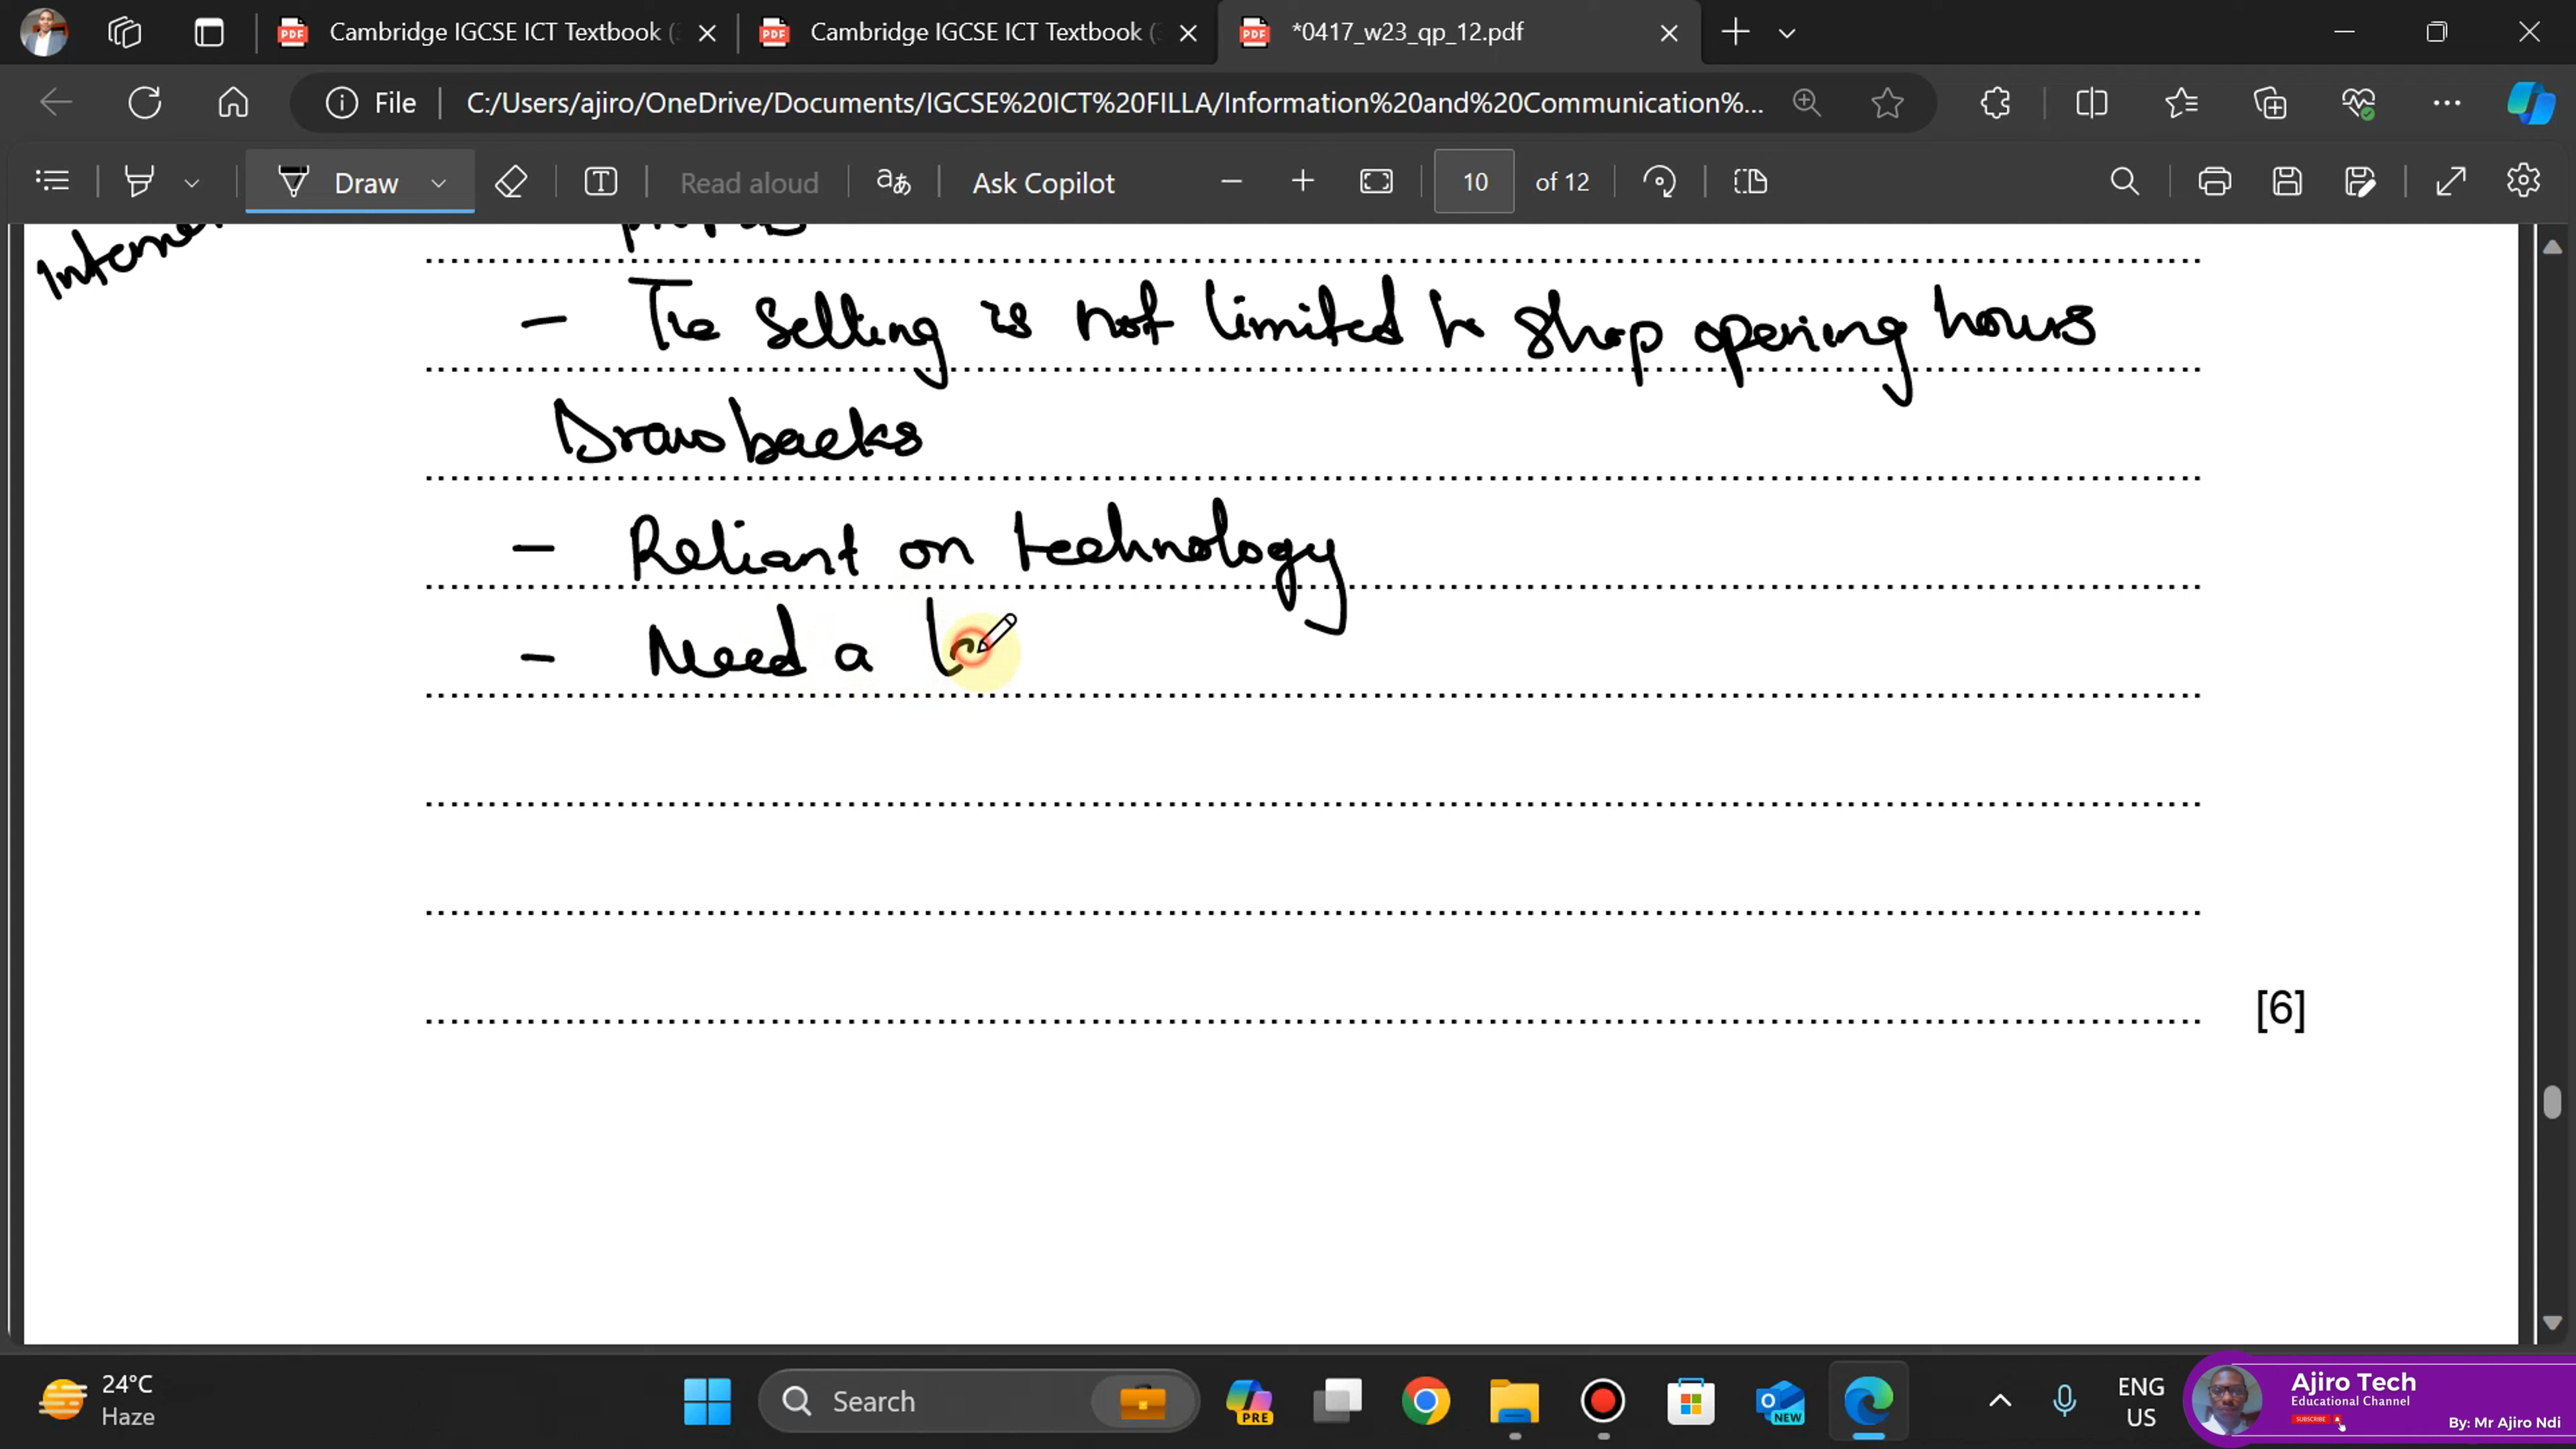 Cambridge IGCSE ICT Textbook (
Cambridge IGCSE ICT Textbook (
*0417_w23_qp_12.pdf
File
C:/Users/ajiro/OneDrive/Documents/IGCSE%20ICT%20FILLA/Information%20and%20Communication%...
Draw
Read aloud
Ask Copilot
10 of 12
- The selling is not limited to shop opening hours
Drawbacks
- Reliant on technology
- Need a
[6]
24°C
Haze
Search
PRE
NEW
ENG
US
Ajiro Tech
Educational Channel
SUBSCRIBE
By: Mr Ajiro Ndi